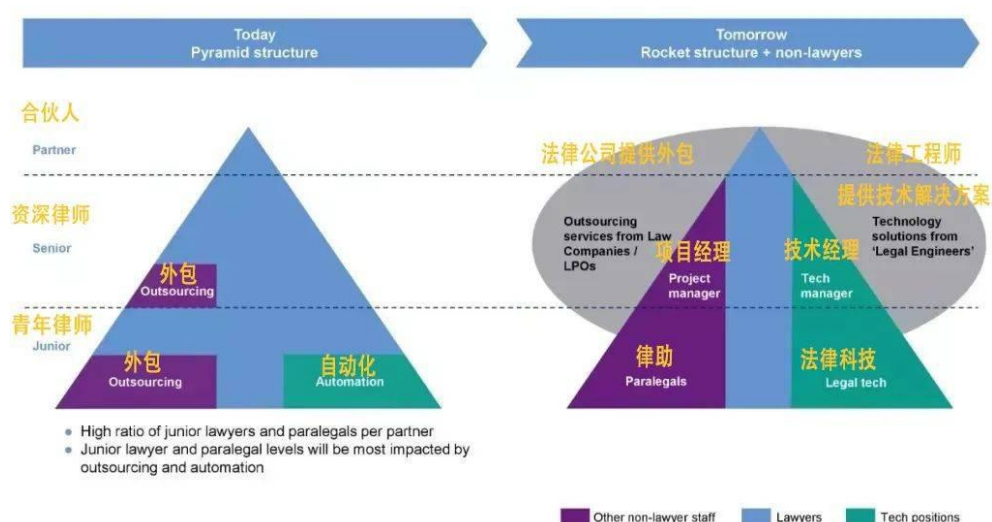 Today
Pyramid structure
Tomorrow
Rocket structure + non-lawyers
合伙人
Partner
资深律师
Senior
外包
Outsourcing
青年律师
Junior
外包
Outsourcing
自动化
Automation
High ratio of junior lawyers and paralegals per partner
Junior lawyer and paralegal levels will be most impacted by
outsourcing and automation
法律公司提供外包
法律工程师
提供技术解决方案
Outsourcing
services from Law
Companies /
LPOs
Technology
solutions from
‘Legal Engineers’
项目经理
Project
manager
技术经理
Tech
manager
律助
Paralegals
法律科技
Legal tech
Other non-lawyer staff
Lawyers
Tech positions